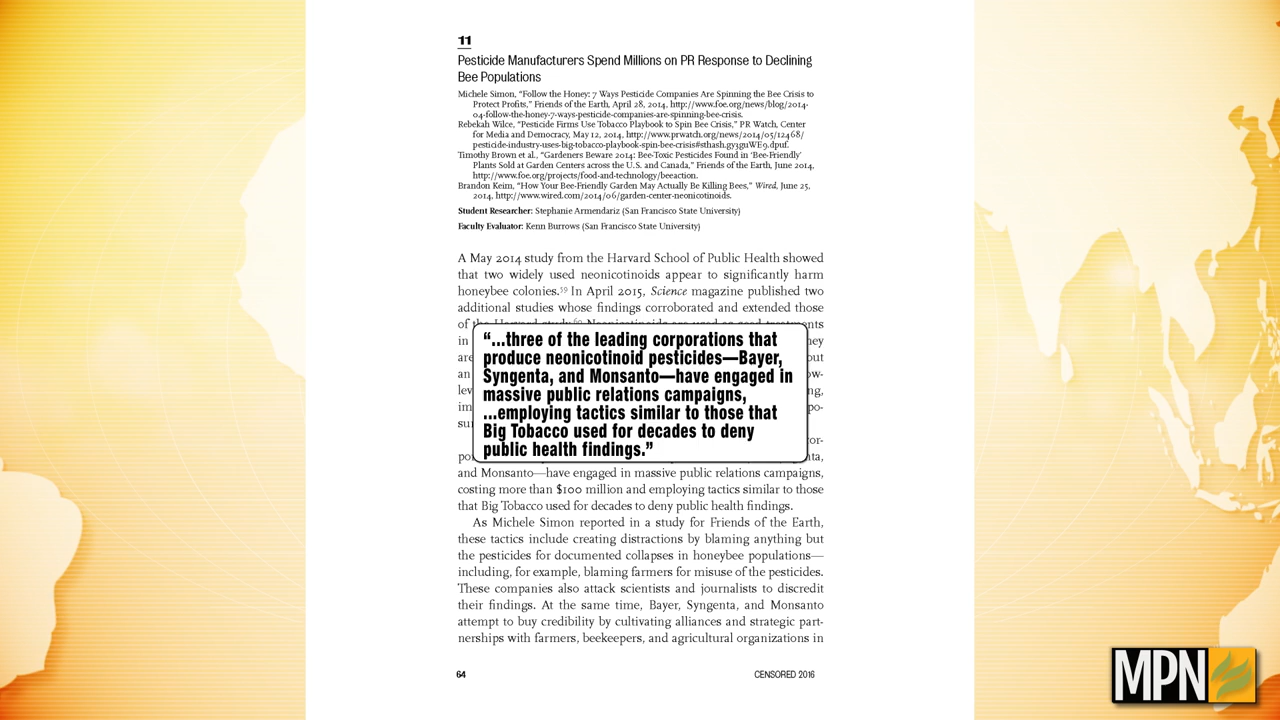 11
Pesticide Manufacturers Spend Millions on PR Response to Declining
Bee Populations
Michele Simon, “Follow the Honey: 7 Ways Pesticide Companies Are Spinning the Bee Crisis to
Protect Profits,” Friends of the Earth, April 28, 2014, http://www.foe.org/news/blog/2014-
04-follow-the-honey-7-ways-pesticide-companies-are-spinning-bee-crisis.
Rebekah Wilce, “Pesticide Firms Use Tobacco Playbook to Spin Bee Crisis,” PR Watch, Center
for Media and Democracy, May 12, 2014, http://www.prwatch.org/news/2014/05/12468/
pesticide-industry-uses-big-tobacco-playbook-spin-bee-crisis#sthash.gy3guWE9.dpuf.
Timothy Brown et al., “Gardeners Beware 2014: Bee-Toxic Pesticides Found in ‘Bee-Friendly’
Plants Sold at Garden Centers across the U.S. and Canada,” Friends of the Earth, June 2014,
http://www.foe.org/projects/food-and-technology/beeaction.
Brandon Keim, “How Your Bee-Friendly Garden May Actually Be Killing Bees,” Wired, June 25,
2014, http://www.wired.com/2014/06/garden-center-neonicotinoids.
Student Researcher: Stephanie Armendariz (San Francisco State University)
Faculty Evaluator: Kenn Burrows (San Francisco State University)
A May 2014 study from the Harvard School of Public Health showed
that two widely used neonicotinoids appear to significantly harm
honeybee colonies.59 In April 2015, Science magazine published two
additional studies whose findings corroborated and extended those
of
in
are
an
“...three of the leading corporations that
produce neonicotinoid pesticides—Bayer,
Syngenta, and Monsanto—have engaged in
massive public relations campaigns,
...employing tactics similar to those that
Big Tobacco used for decades to deny
public health findings.”
and Monsanto—have engaged in massive public relations campaigns,
costing more than $100 million and employing tactics similar to those
that Big Tobacco used for decades to deny public health findings.
As Michele Simon reported in a study for Friends of the Earth,
these tactics include creating distractions by blaming anything but
the pesticides for documented collapses in honeybee populations—
including, for example, blaming farmers for misuse of the pesticides.
These companies also attack scientists and journalists to discredit
their findings. At the same time, Bayer, Syngenta, and Monsanto
attempt to buy credibility by cultivating alliances and strategic part-
nerships with farmers, beekeepers, and agricultural organizations in
64
CENSORED 2016
MPN